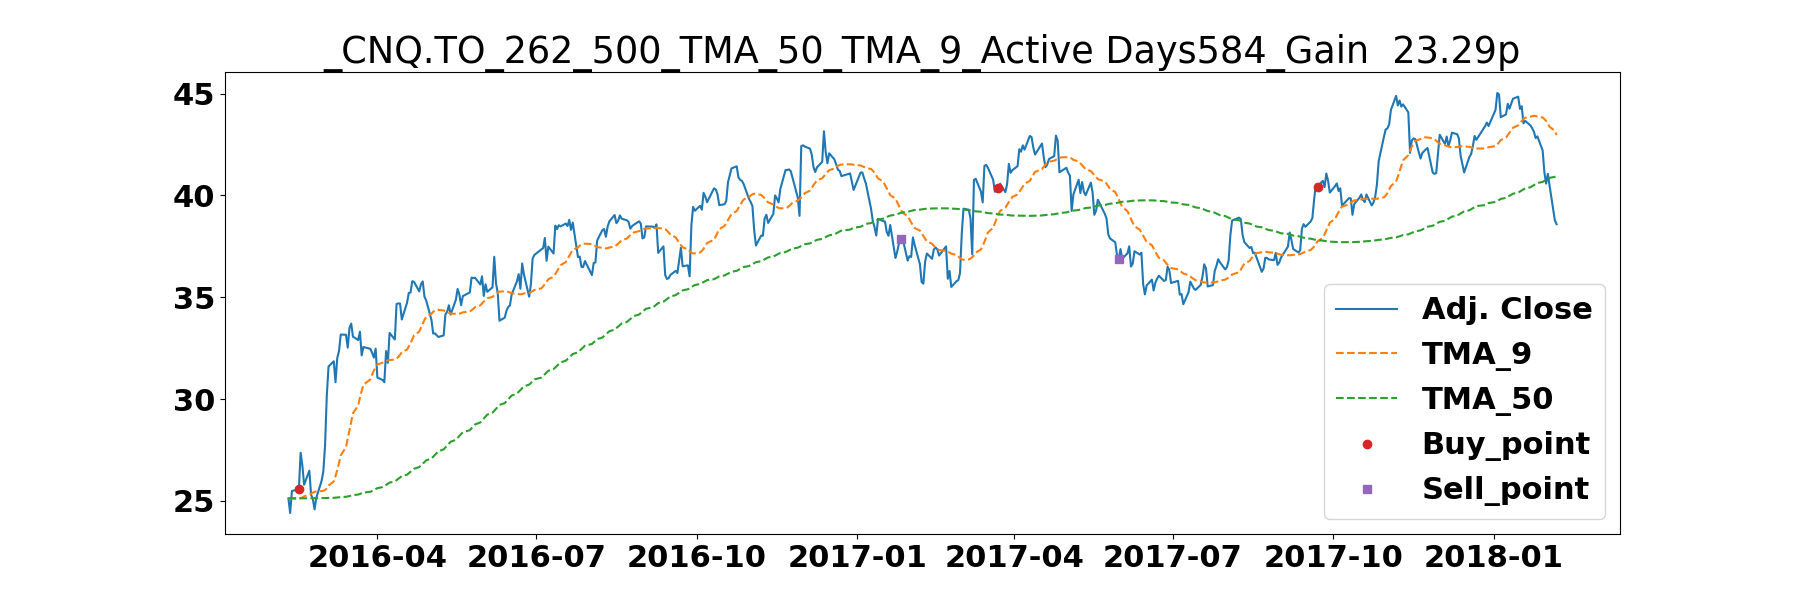 _CNQ.TO_262_500_TMA_50_TMA_9_Active Days584_Gain  23.29p
45
40
35
30
25
Adj. Close
TMA_9
TMA_50
Buy_point
Sell_point
2016-04 2016-07 2016-10 2017-01 2017-04 2017-07 2017-10 2018-01